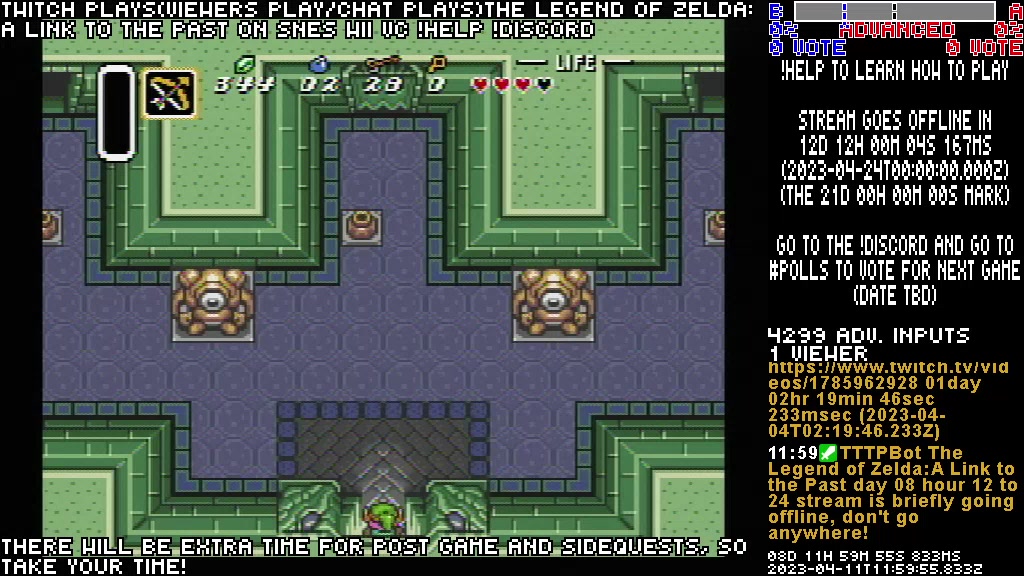 TWITCH PLAYS(VIEWERS PLAY/CHAT PLAYS)THE LEGEND OF ZELDA:
A LINK TO THE PAST ON SNES WII VC !HELP !DISCORD
344 02 28 0
LIFE
THERE WILL BE EXTRA TIME FOR POST GAME AND SIDEQUESTS, SO
TAKE YOUR TIME!
B A
0% ADVANCED 0%
0 VOTE 0 VOTE
!HELP TO LEARN HOW TO PLAY
STREAM GOES OFFLINE IN
12D 12H 00M 04S 167MS
(2023-04-24T00:00:00.000Z)
(THE 21D 00H 00M 00S MARK)
GO TO THE !DISCORD AND GO TO
#POLLS TO VOTE FOR NEXT GAME
(DATE TBD)
4299 ADV. INPUTS
1 VIEWER
https://www.twitch.tv/vid
eos/1785962928 01day
02hr 19min 46sec
233msec (2023-04-
04T02:19:46.233Z)
11:59 TTTPBot The
Legend of Zelda:A Link to
the Past day 08 hour 12 to
24 stream is briefly going
offline, don't go
anywhere!
08D 11H 59M 55S 833MS
2023-04-11T11:59:55.833Z